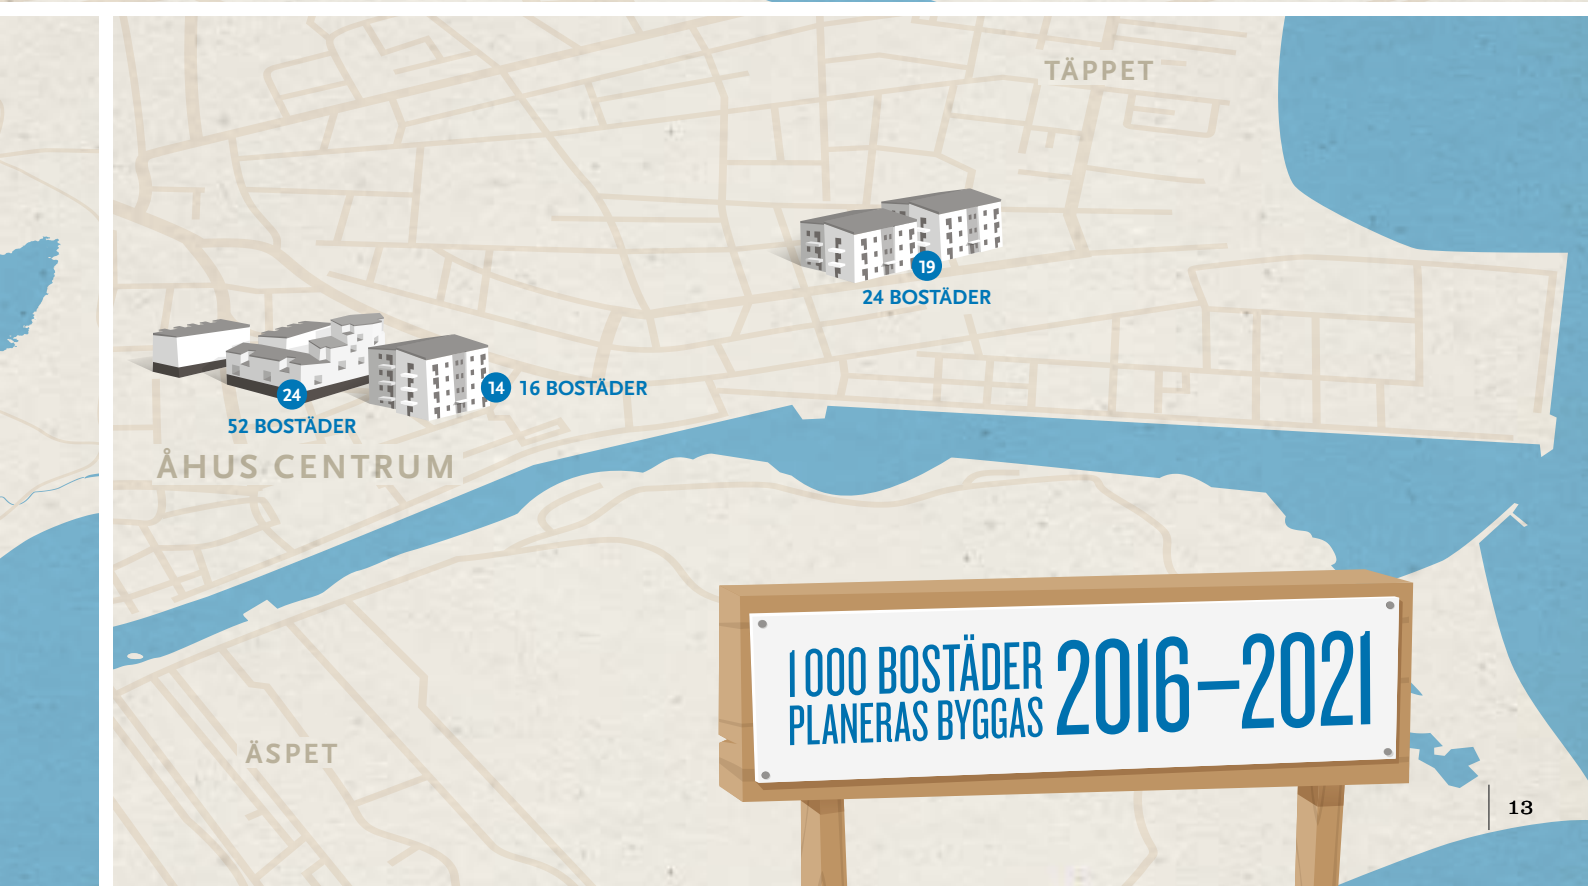 TÄPPET
19
24 BOSTÄDER
14 16 BOSTÄDER
24
52 BOSTÄDER
ÅHUS CENTRUM
1 000 BOSTÄDER
PLANERAS BYGGAS
2016–2021
ÄSPET
13